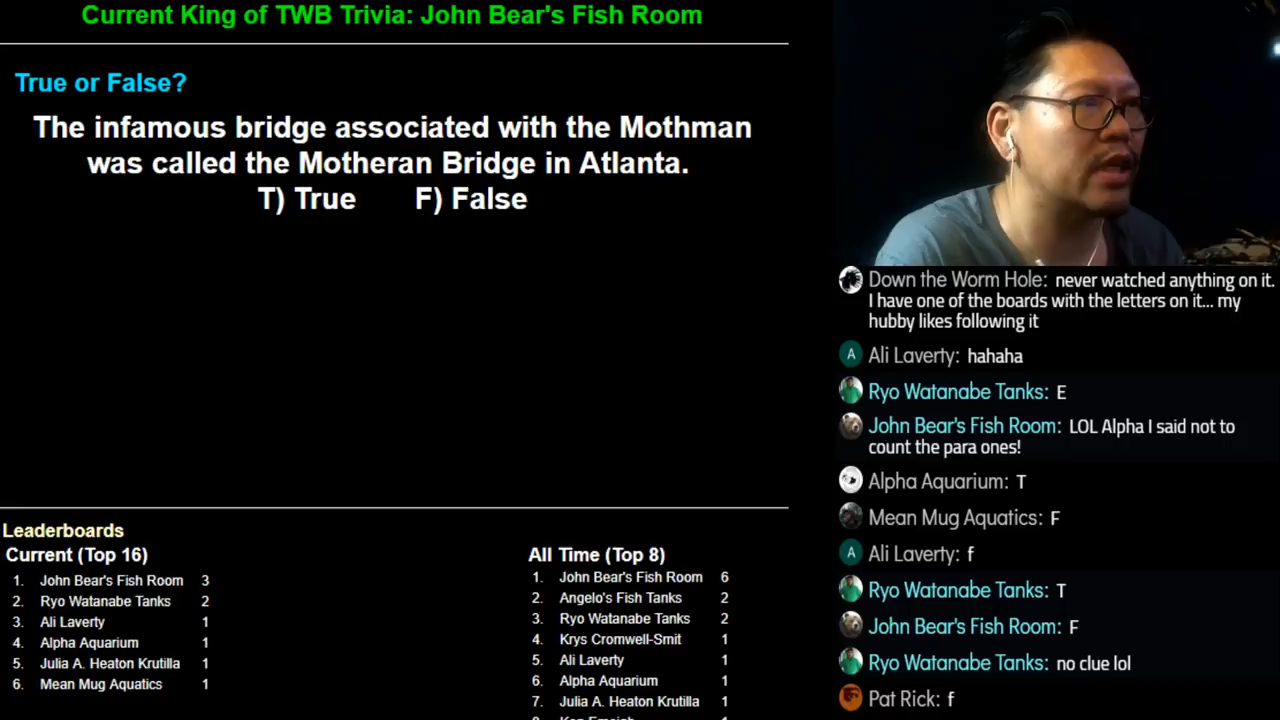 Current King of TWB Trivia: John Bear's Fish Room
True or False?
The infamous bridge associated with the Mothman
was called the Motheran Bridge in Atlanta.
T) True F) False
Down the Worm Hole: never watched anything on it.
I have one of the boards with the letters on it... my
hubby likes following it
A Ali Laverty: hahaha
Ryo Watanabe Tanks: E
John Bear's Fish Room: LOL Alpha I said not to
count the para ones!
Alpha Aquarium: T
Mean Mug Aquatics: F
A Ali Laverty: f
Ryo Watanabe Tanks: T
John Bear's Fish Room: F
Ryo Watanabe Tanks: no clue lol
Pat Rick: f
Leaderboards
Current (Top 16)
1. John Bear's Fish Room 3
2. Ryo Watanabe Tanks 2
3. Ali Laverty 1
4. Alpha Aquarium 1
5. Julia A. Heaton Krutilla 1
6. Mean Mug Aquatics 1
All Time (Top 8)
1. John Bear's Fish Room 6
2. Angelo's Fish Tanks 2
3. Ryo Watanabe Tanks 2
4. Krys Cromwell-Smit 1
5. Ali Laverty 1
6. Alpha Aquarium 1
7. Julia A. Heaton Krutilla 1